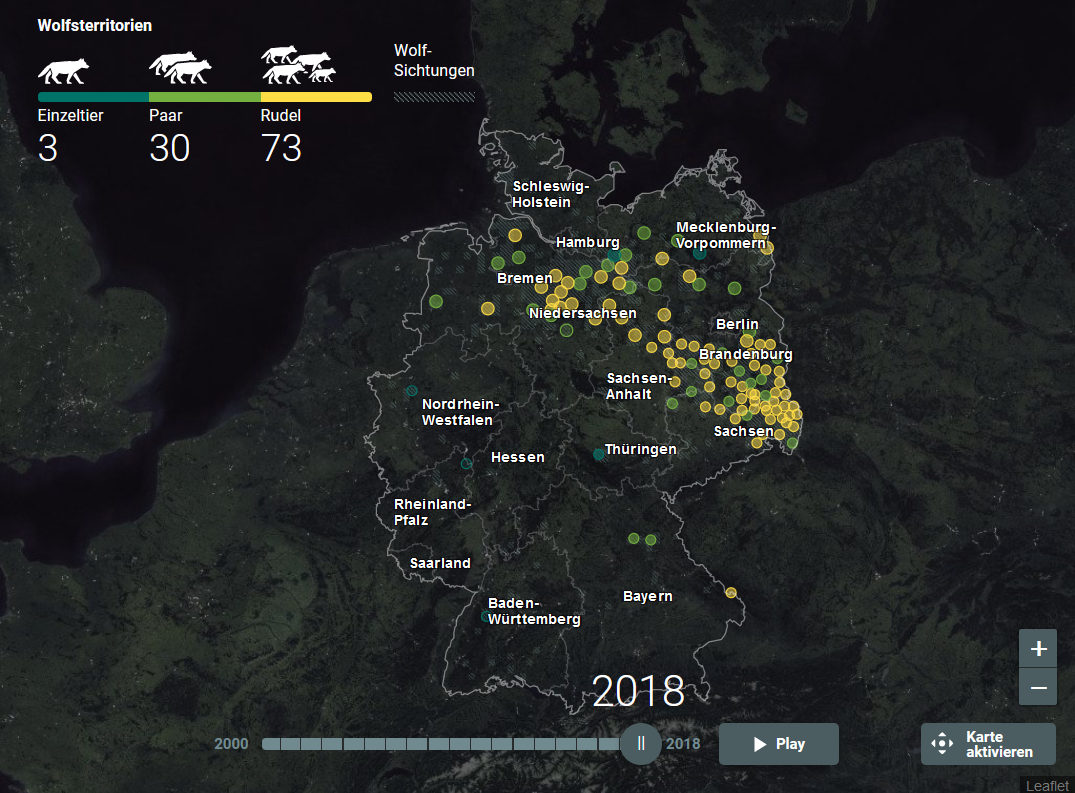 Wolfsterritorien
Wolf-
Sichtungen
Einzeltier
Paar
Rudel
3
30
73
Schleswig-
Holstein
Mecklenburg-
Vorpommern
Hamburg
Bremen
Niedersachsen
Berlin
Brandenburg
Sachsen-
Anhalt
Nordrhein-
Westfalen
Sachsen
Thüringen
Hessen
Rheinland-
Pfalz
Saarland
Bayern
Baden-
Württemberg
2018
2000
2018
Play
Karte
aktivieren
+
−
Leaflet